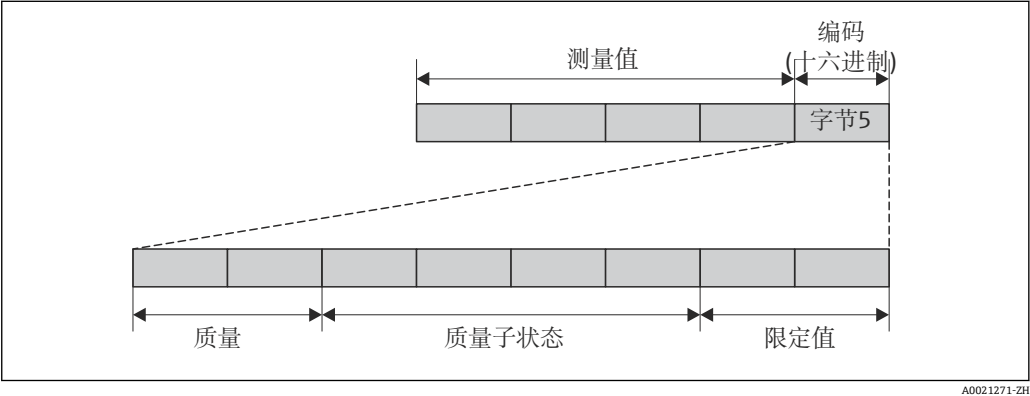 编码
测量值
(十六进制)
字节5
质量
质量子状态
限定值
A0021271-ZH